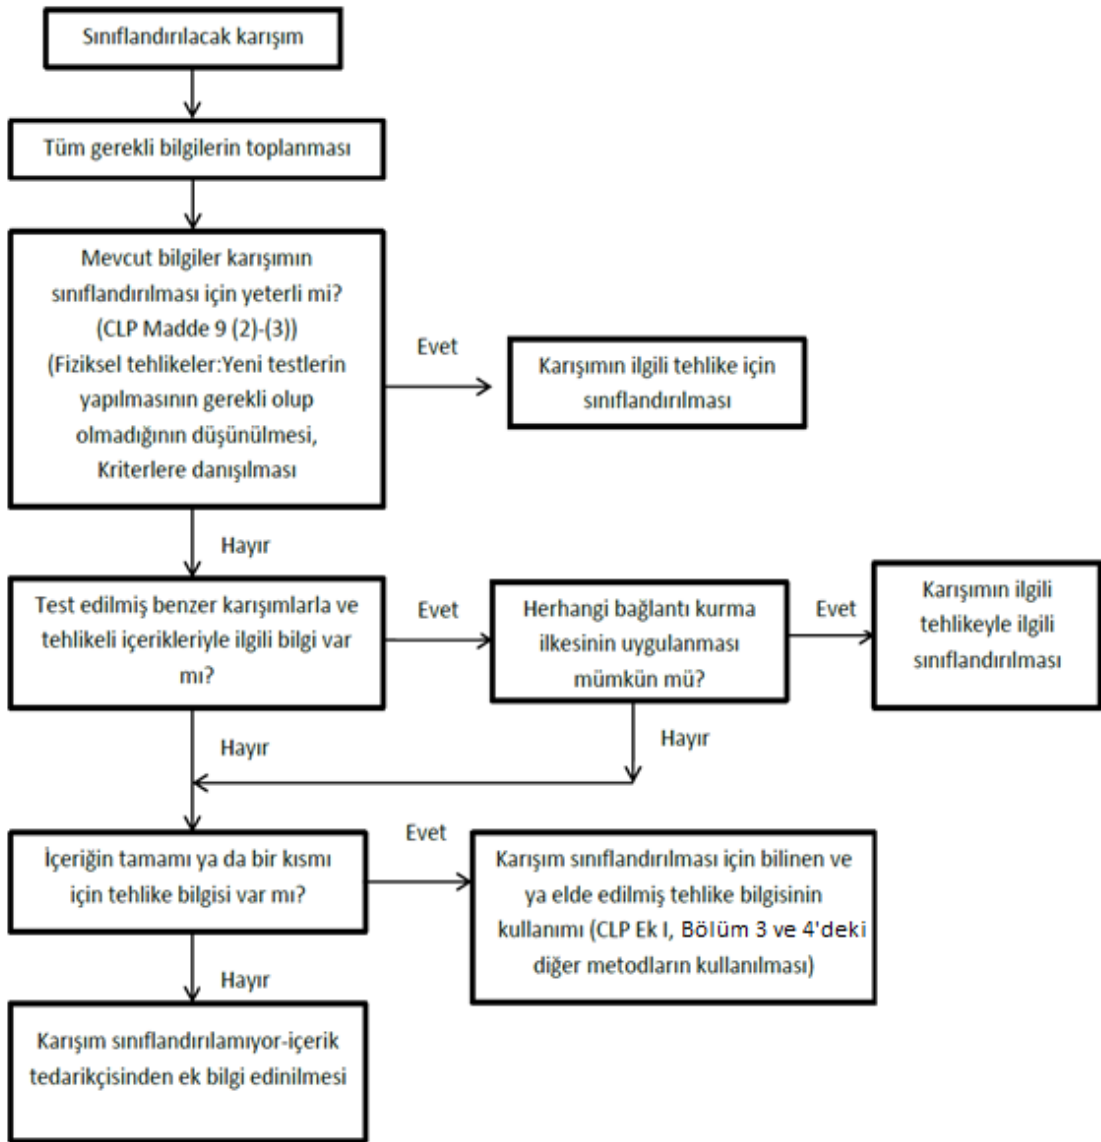 Sınıflandırılacak karışım
Tüm gerekli bilgilerin toplanması
Mevcut bilgiler karışımın
sınıflandırılması için yeterli mi?
(CLP Madde 9 (2)-(3))
(Fiziksel tehlikeler:Yeni testlerin
yapılmasının gerekli olup
olmadığının düşünülmesi,
Kriterlere danışılması
Evet
Karışımın ilgili tehlike için
sınıflandırılması
Hayır
Test edilmiş benzer karışımlarla ve
tehlikeli içerikleriyle ilgili bilgi var
mı?
Evet
Herhangi bağlantı kurma
ilkesinin uygulanması
mümkün mü?
Evet
Karışımın ilgili
tehlikeyle ilgili
sınıflandırılması
Hayır
Hayır
İçeriğin tamamı ya da bir kısmı
için tehlike bilgisi var mı?
Evet
Karışım sınıflandırılması için bilinen ve
ya elde edilmiş tehlike bilgisinin
kullanımı (CLP Ek I, Bölüm 3 ve 4'deki
diğer metodların kullanılması)
Hayır
Karışım sınıflandırılamıyor-içerik
tedarikçisinden ek bilgi edinilmesi